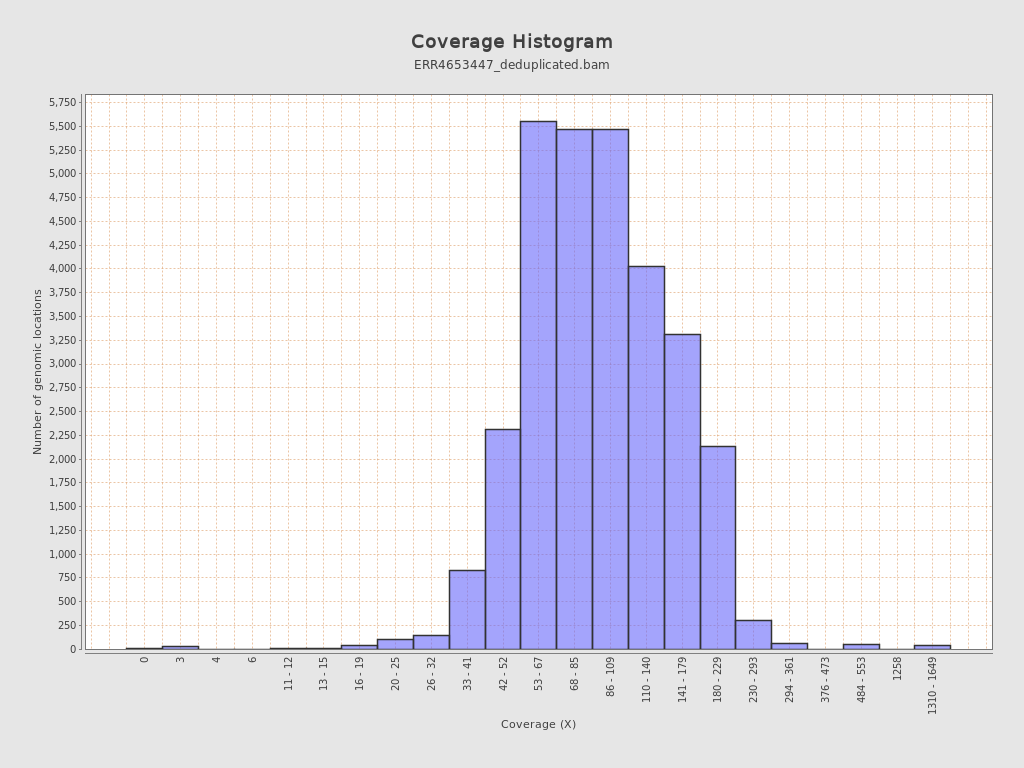 Coverage Histogram
ERR4653447_deduplicated.bam
Number of genomic locations
5,750
5,500
5,250
5,000
4,750
4,500
4,250
4,000
3,750
3,500
3,250
3,000
2,750
2,500
2,250
2,000
1,750
1,500
1,250
1,000
750
500
250
0
0
3
4
6
11 - 12
13 - 15
16 - 19
20 - 25
26 - 32
33 - 41
42 - 52
53 - 67
68 - 85
86 - 109
110 - 140
141 - 179
180 - 229
230 - 293
294 - 361
376 - 473
484 - 553
1258
1310 - 1649
Coverage (X)